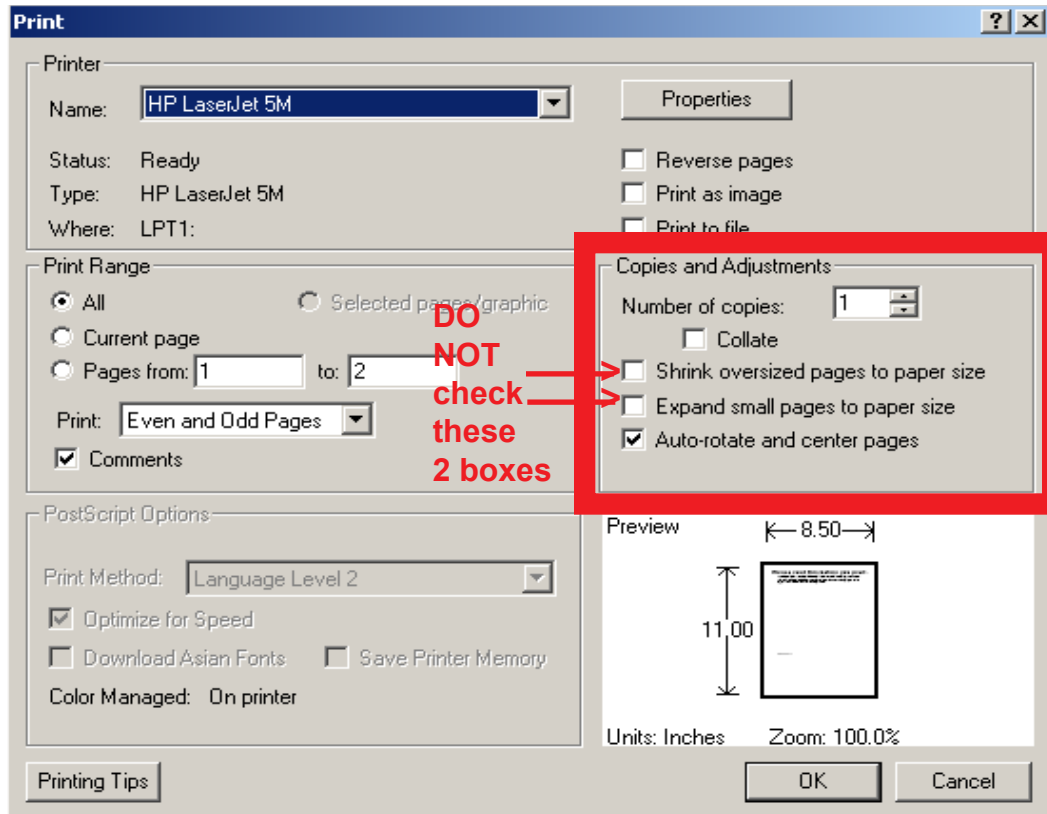 Print
Printer
Name: HP LaserJet 5M
Properties
Status: Ready
Reverse pages
Type: HP LaserJet 5M
Print as image
Where: LPT1:
Print to file
Print Range
All
Selected pages/graphic
Current page
Pages from: 1 to: 2
Print: Even and Odd Pages
Comments
DO
NOT
check
these
2 boxes
Copies and Adjustments
Number of copies: 1
Collate
Shrink oversized pages to paper size
Expand small pages to paper size
Auto-rotate and center pages
PostScript Options
Print Method: Language Level 2
Optimize for Speed
Download Asian Fonts Save Printer Memory
Color Managed: On printer
Preview
8.50
11.00
Units: Inches Zoom: 100.0%
Printing Tips
OK
Cancel